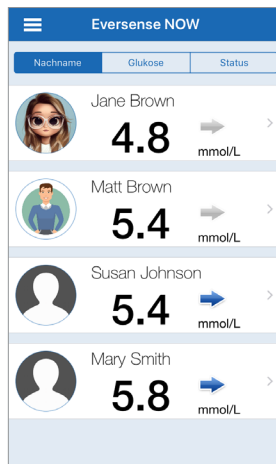 Eversense NOW
Nachname Glukose Status
Jane Brown
4.8 mmol/L
Matt Brown
5.4 mmol/L
Susan Johnson
5.4 mmol/L
Mary Smith
5.8 mmol/L